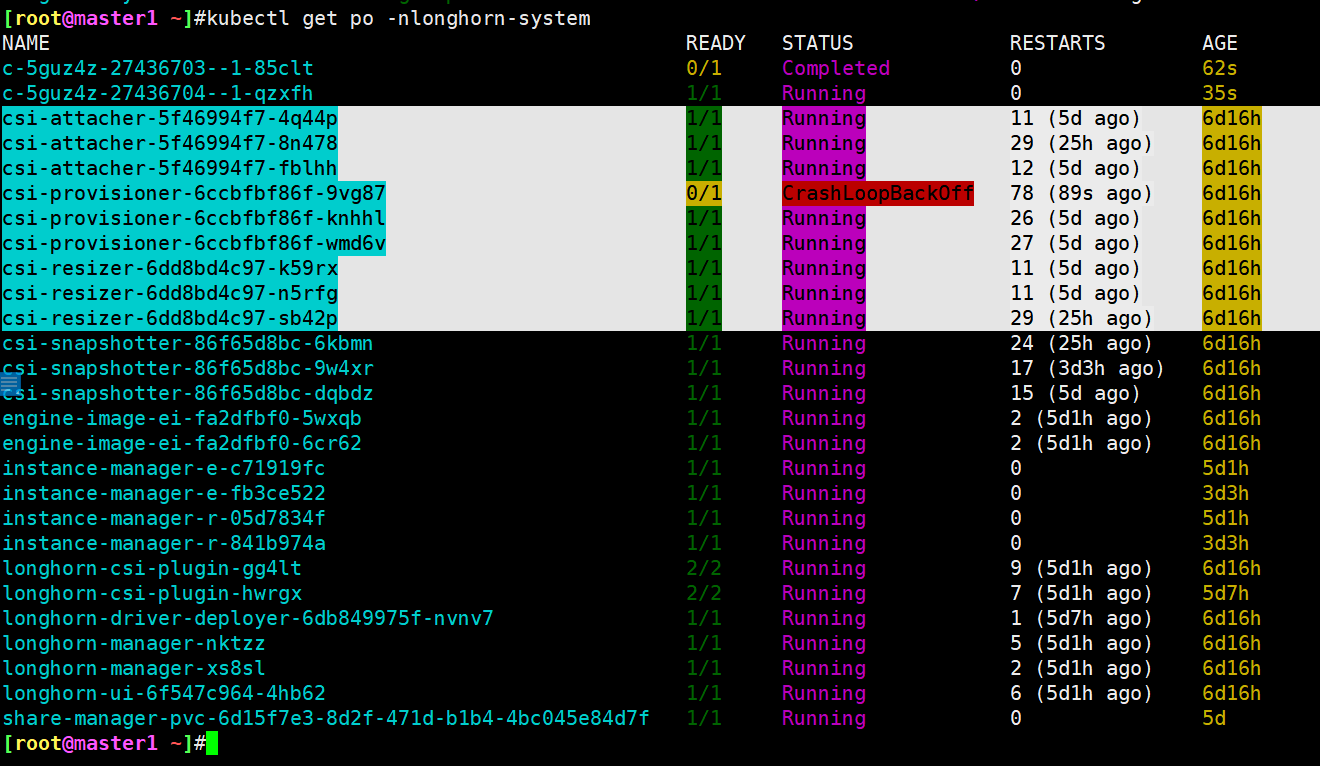 [root@master1 ~]#kubectl get po -nlonghorn-system
NAME READY STATUS RESTARTS AGE
c-5guz4z-27436703--1-85clt 0/1 Completed 0 62s
c-5guz4z-27436704--1-qzxfh 1/1 Running 0 35s
csi-attacher-5f46994f7-4q44p 1/1 Running 11 (5d ago) 6d16h
csi-attacher-5f46994f7-8n478 1/1 Running 29 (25h ago) 6d16h
csi-attacher-5f46994f7-fblhh 1/1 Running 12 (5d ago) 6d16h
csi-provisioner-6ccbfbf86f-9vg87 0/1 CrashLoopBackOff 78 (89s ago) 6d16h
csi-provisioner-6ccbfbf86f-knhhl 1/1 Running 26 (5d ago) 6d16h
csi-provisioner-6ccbfbf86f-wmd6v 1/1 Running 27 (5d ago) 6d16h
csi-resizer-6dd8bd4c97-k59rx 1/1 Running 11 (5d ago) 6d16h
csi-resizer-6dd8bd4c97-n5rfg 1/1 Running 11 (5d ago) 6d16h
csi-resizer-6dd8bd4c97-sb42p 1/1 Running 29 (25h ago) 6d16h
csi-snapshotter-86f65d8bc-6kbmn 1/1 Running 24 (25h ago) 6d16h
csi-snapshotter-86f65d8bc-9w4xr 1/1 Running 17 (3d3h ago) 6d16h
csi-snapshotter-86f65d8bc-dqbdz 1/1 Running 15 (5d ago) 6d16h
engine-image-ei-fa2dfbf0-5wxqb 1/1 Running 2 (5d1h ago) 6d16h
engine-image-ei-fa2dfbf0-6cr62 1/1 Running 2 (5d1h ago) 6d16h
instance-manager-e-c71919fc 1/1 Running 0 5d1h
instance-manager-e-fb3ce522 1/1 Running 0 3d3h
instance-manager-r-05d7834f 1/1 Running 0 5d1h
instance-manager-r-841b974a 1/1 Running 0 3d3h
longhorn-csi-plugin-gg4lt 2/2 Running 9 (5d1h ago) 6d16h
longhorn-csi-plugin-hwrgx 2/2 Running 7 (5d1h ago) 5d7h
longhorn-driver-deployer-6db849975f-nvnv7 1/1 Running 1 (5d7h ago) 6d16h
longhorn-manager-nktzz 1/1 Running 5 (5d1h ago) 6d16h
longhorn-manager-xs8sl 1/1 Running 2 (5d1h ago) 6d16h
longhorn-ui-6f547c964-4hb62 1/1 Running 6 (5d1h ago) 6d16h
share-manager-pvc-6d15f7e3-8d2f-471d-b1b4-4bc045e84d7f 1/1 Running 0 5d
[root@master1 ~]#